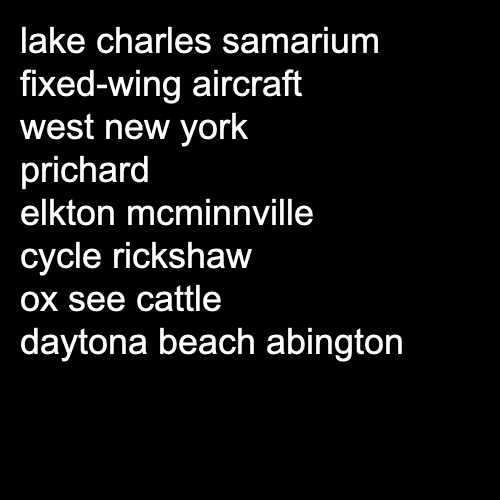 lake charles samarium
fixed-wing aircraft
west new york
prichard
elkton mcminnville
cycle rickshaw
ox see cattle
daytona beach abington